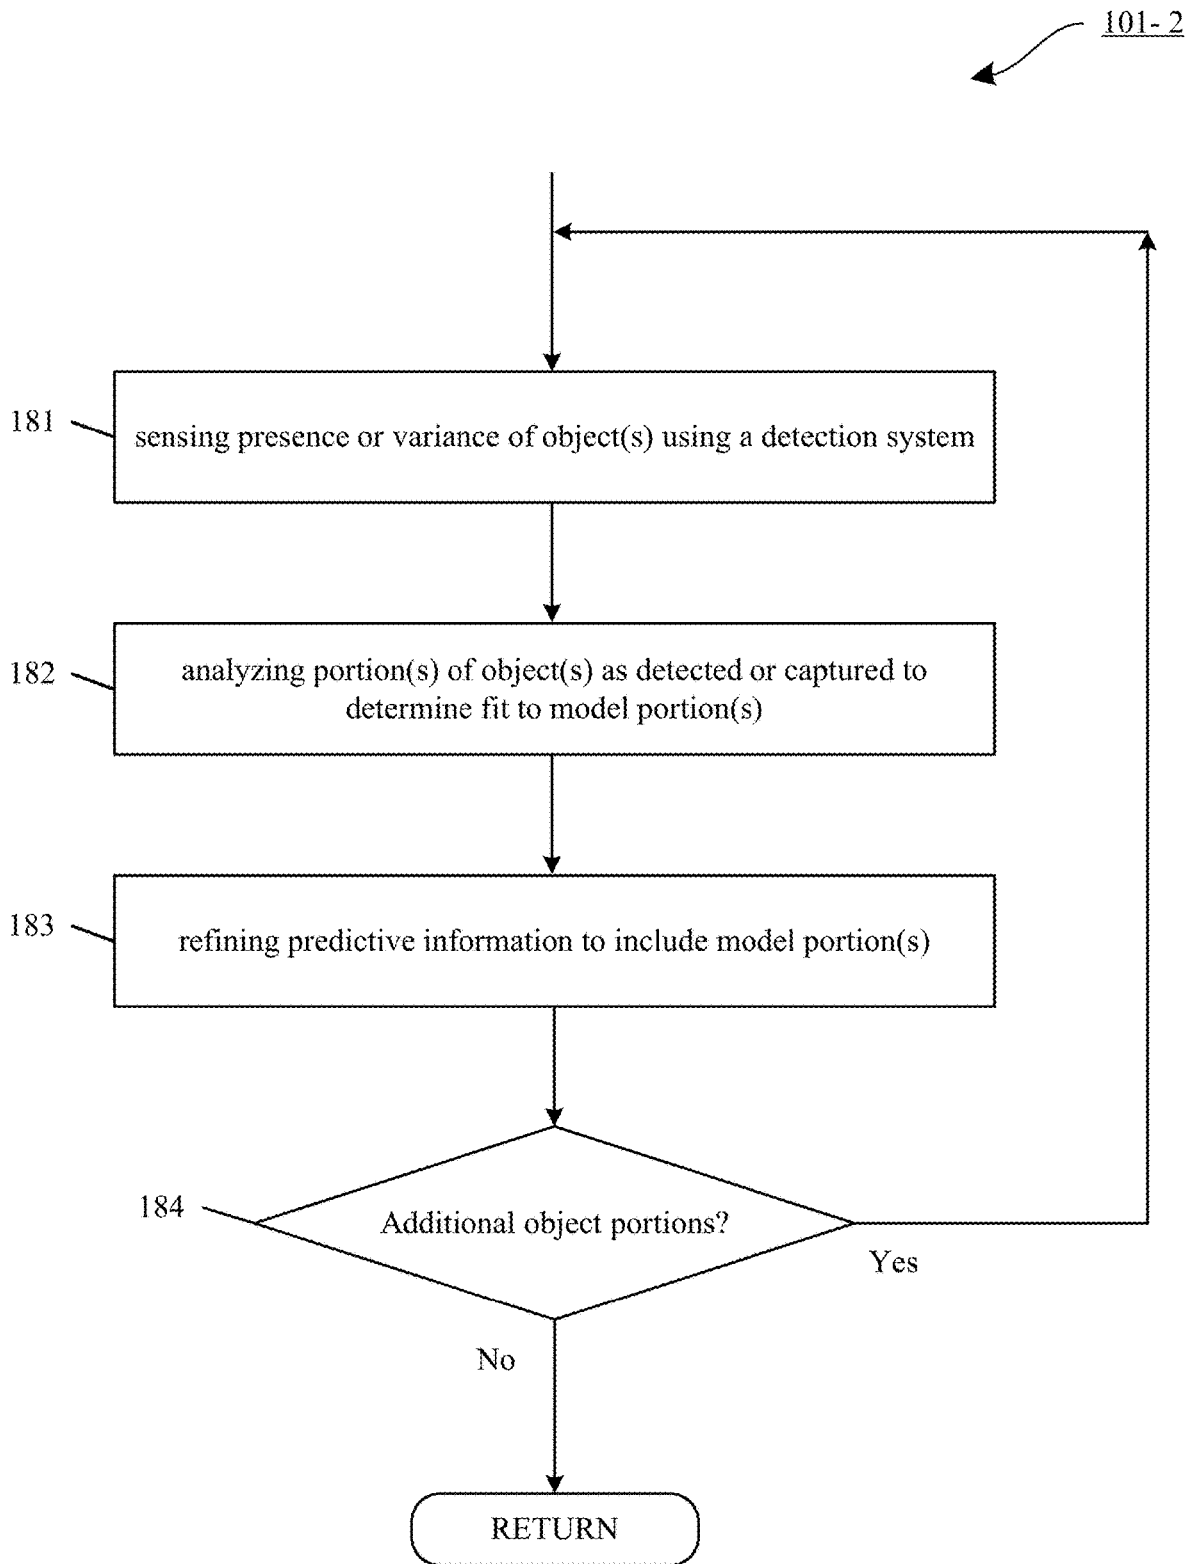 101- 2
181
sensing presence or variance of object(s) using a detection system
182
analyzing portion(s) of object(s) as detected or captured to
determine fit to model portion(s)
183
refining predictive information to include model portion(s)
184
Additional object portions?
Yes
No
RETURN